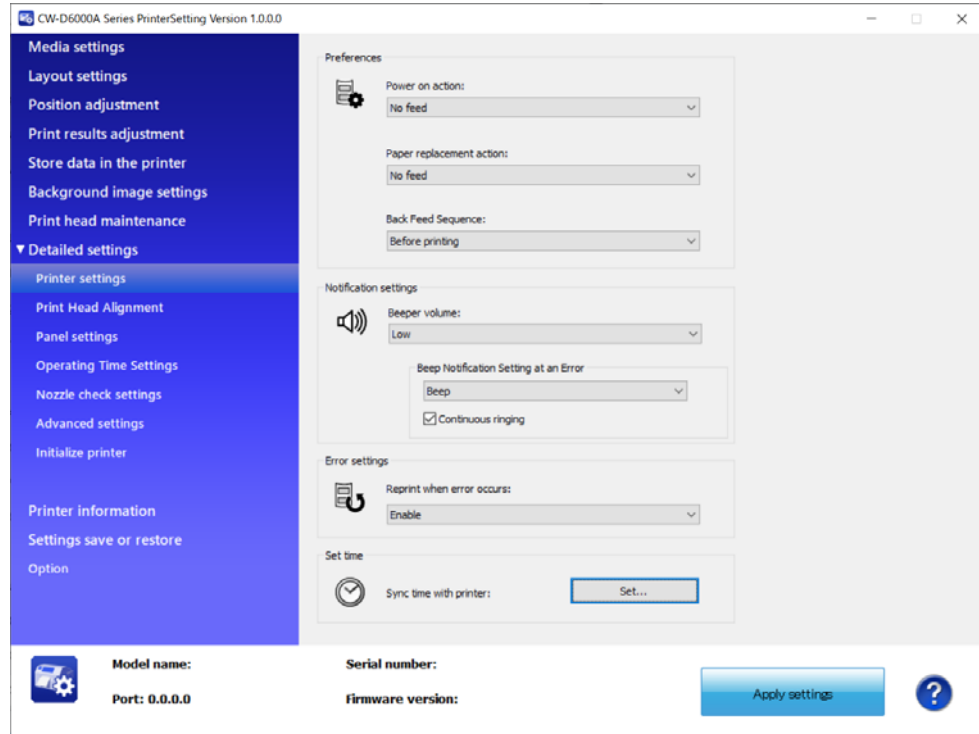 CW-D6000A Series PrinterSetting Version 1.0.0.0
Media settings
Layout settings
Position adjustment
Print results adjustment
Store data in the printer
Background image settings
Print head maintenance
Detailed settings
Printer settings
Print Head Alignment
Panel settings
Operating Time Settings
Nozzle check settings
Advanced settings
Initialize printer
Printer information
Settings save or restore
Option
Preferences
Power on action:
No feed
Paper replacement action:
No feed
Back Feed Sequence:
Before printing
Notification settings
Beeper volume:
Low
Beep Notification Setting at an Error
Beep
Continuous ringing
Error settings
Reprint when error occurs:
Enable
Set time
Sync time with printer:
Set...
Model name:
Serial number:
Port: 0.0.0.0
Firmware version:
Apply settings
?